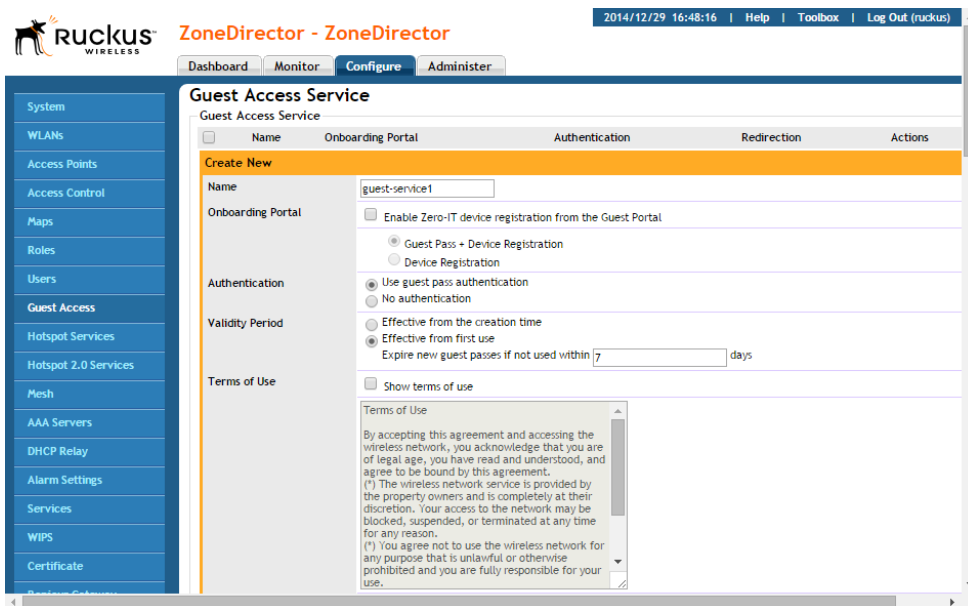 2014/12/29 16:48:16 | Help | Toolbox | Log Out (ruckus)
RUCKUS
WIRELESS
ZoneDirector - ZoneDirector
Dashboard Monitor Configure Administer
System
WLANs
Access Points
Access Control
Maps
Roles
Users
Guest Access
Hotspot Services
Hotspot 2.0 Services
Mesh
AAA Servers
DHCP Relay
Alarm Settings
Services
WIPS
Certificate
Guest Access Service
Guest Access Service
Name Onboarding Portal Authentication Redirection Actions
Create New
Name guest-service1
Onboarding Portal Enable Zero-IT device registration from the Guest Portal
Guest Pass + Device Registration
Device Registration
Authentication Use guest pass authentication
No authentication
Validity Period Effective from the creation time
Effective from first use
Expire new guest passes if not used within 7 days
Terms of Use Show terms of use
Terms of Use
By accepting this agreement and accessing the
wireless network, you acknowledge that you are
of legal age, you have read and understood, and
agree to be bound by this agreement.
(*) The wireless network service is provided by
the property owners and is completely at their
discretion. Your access to the network may be
blocked, suspended, or terminated at any time
for any reason.
(*) You agree not to use the wireless network for
any purpose that is unlawful or otherwise
prohibited and you are fully responsible for your
use.